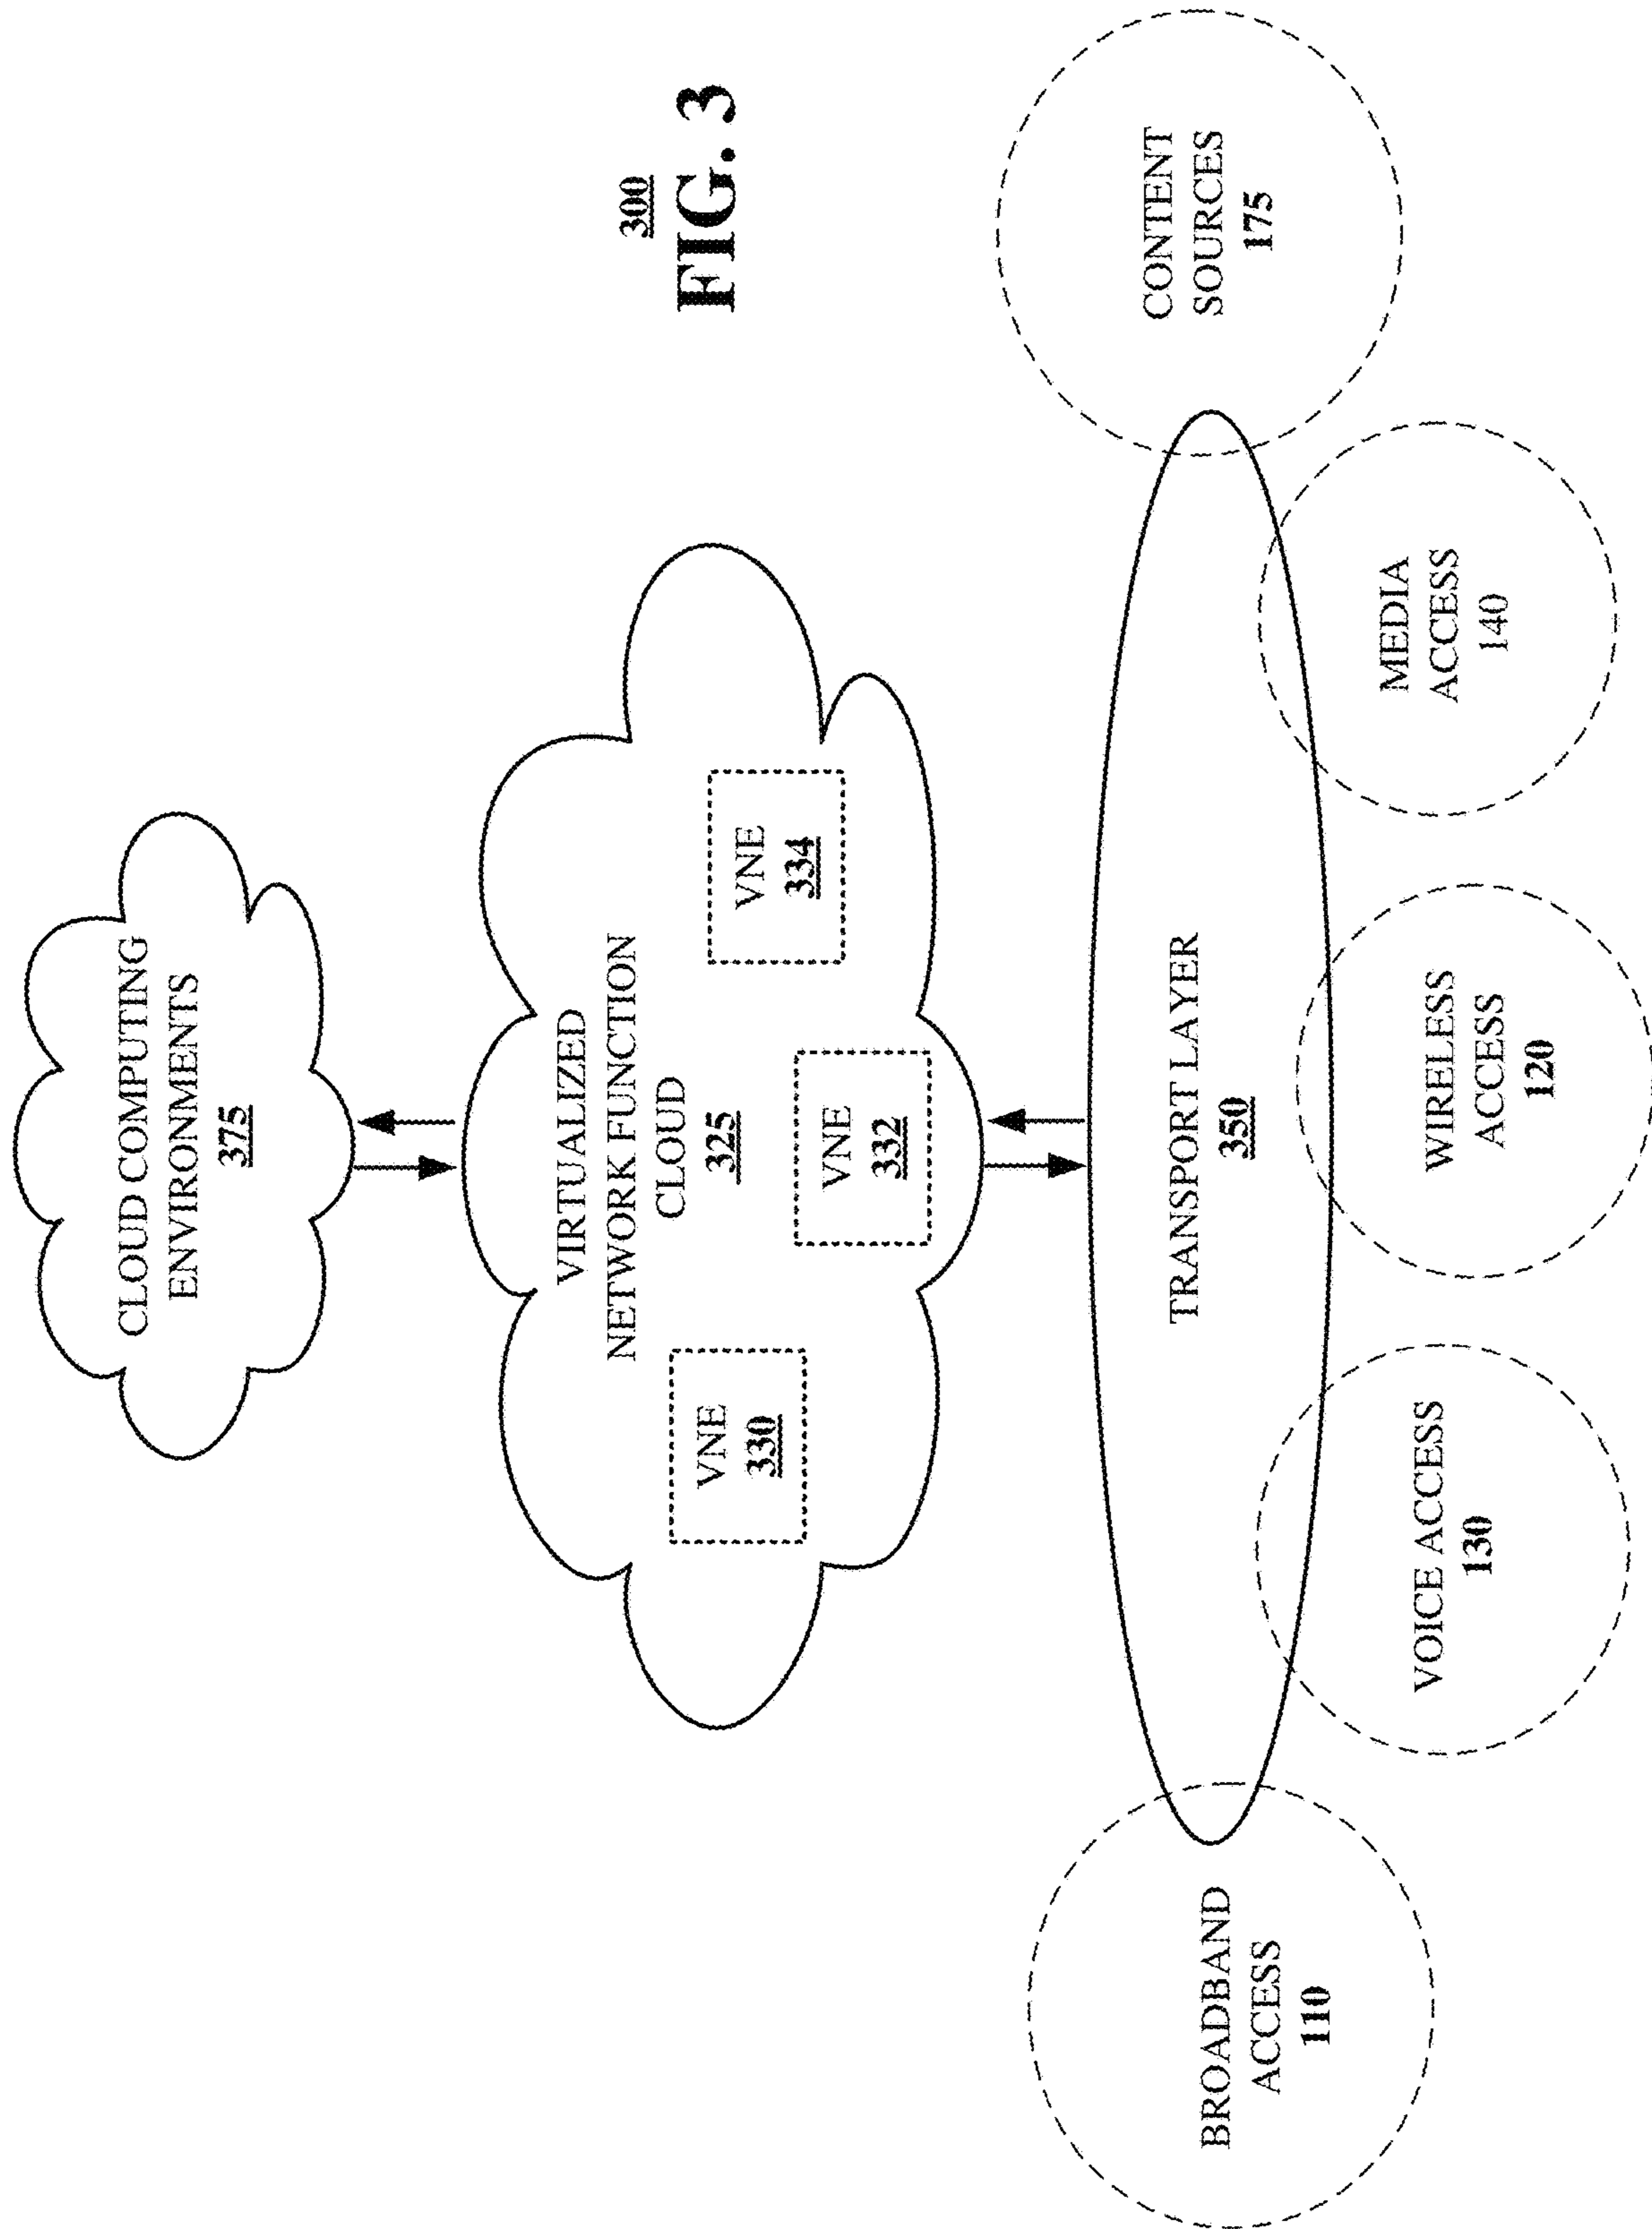 CLOUD COMPUTING
ENVIRONMENTS
375
VIRTUALIZED
NETWORK FUNCTION
CLOUD
325
VNE
330
VNE
332
VNE
334
300
FIG. 3
TRANSPORT LAYER
350
BROADBAND
ACCESS
110
VOICE ACCESS
130
WIRELESS
ACCESS
120
MEDIA
ACCESS
140
CONTENT
SOURCES
175